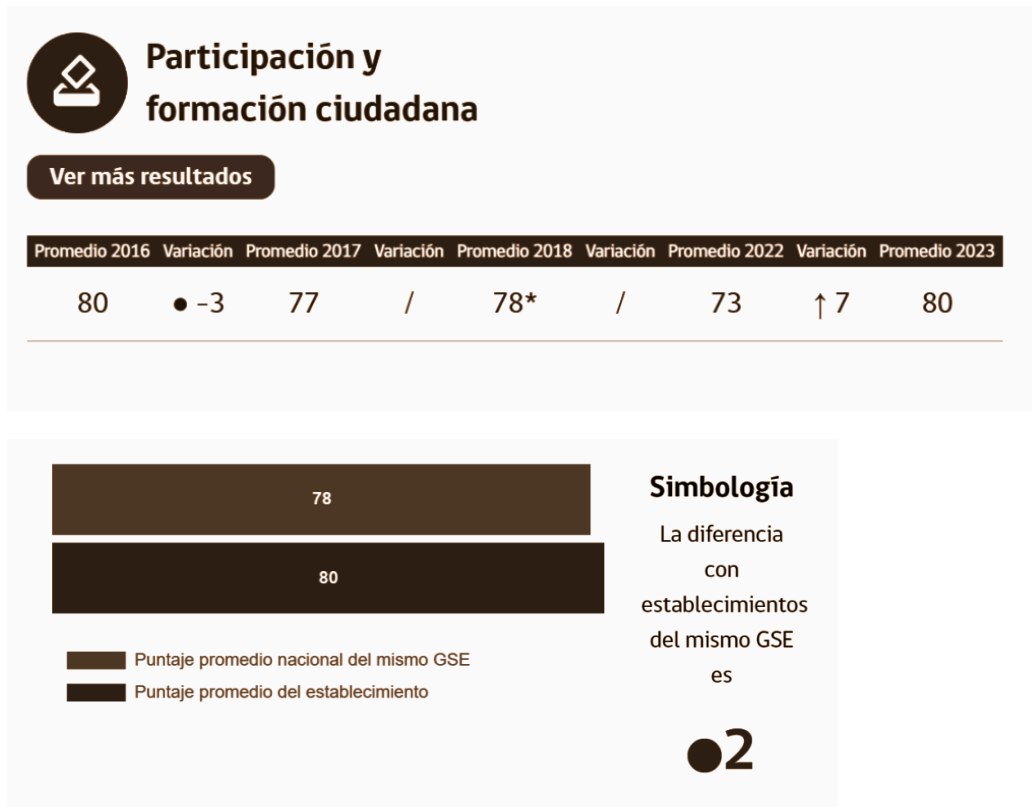 Participación y
formación ciudadana
Ver más resultados
Promedio 2016 Variación Promedio 2017 Variación Promedio 2018 Variación Promedio 2022 Variación Promedio 2023
80 ● -3 77 / 78* / 73 ↑ 7 80
78
80
Puntaje promedio nacional del mismo GSE
Puntaje promedio del establecimiento
Simbología
La diferencia
con
establecimientos
del mismo GSE
es
●2